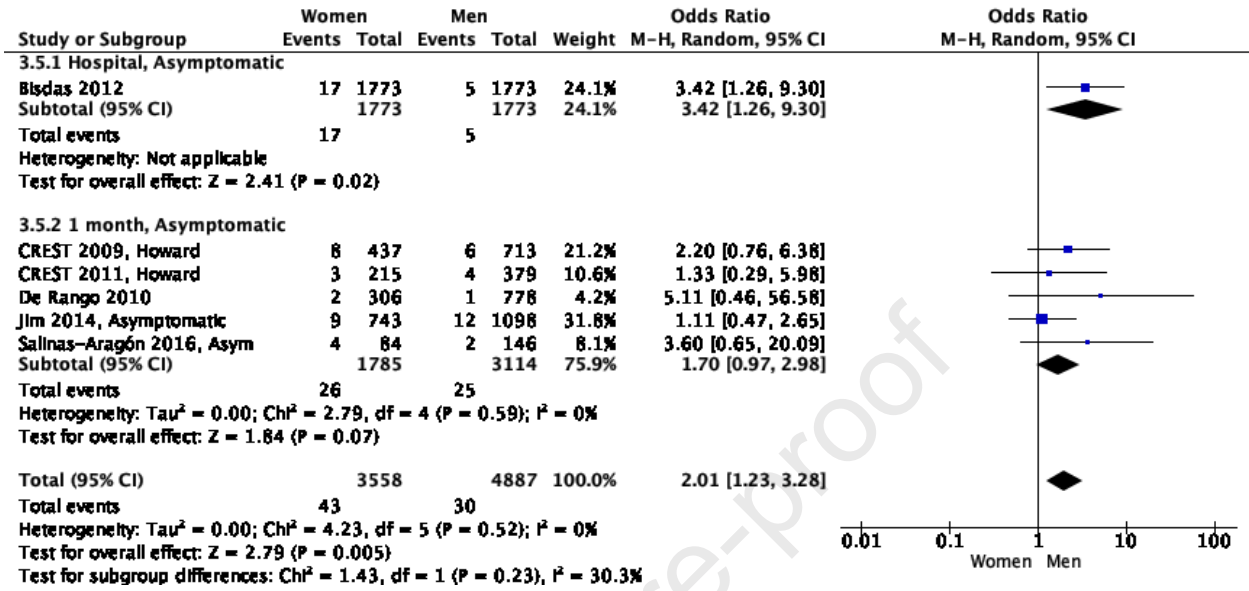 Women Men Odds Ratio Odds Ratio
Study or Subgroup Events Total Events Total Weight M-H, Random, 95% CI M-H, Random, 95% CI
3.5.1 Hospital, Asymptomatic
Bisdas 2012 17 1773 5 1773 24.1% 3.42 [1.26, 9.30]
Subtotal (95% CI) 1773 1773 24.1% 3.42 [1.26, 9.30]
Total events 17 5
Heterogeneity: Not applicable
Test for overall effect: Z = 2.41 (P = 0.02)
3.5.2 1 month, Asymptomatic
CREST 2009, Howard 8 437 6 713 21.2% 2.20 [0.76, 6.38]
CREST 2011, Howard 3 215 4 379 10.6% 1.33 [0.29, 5.98]
De Rango 2010 2 306 1 778 4.2% 5.11 [0.46, 56.58]
Jim 2014, Asymptomatic 9 743 12 1098 31.8% 1.11 [0.47, 2.65]
Salinas-Aragón 2016, Asym 4 84 2 146 8.1% 3.60 [0.65, 20.09]
Subtotal (95% CI) 1785 3114 75.9% 1.70 [0.97, 2.98]
Total events 26 25
Heterogeneity: Tau² = 0.00; Chi² = 2.79, df = 4 (P = 0.59); I² = 0%
Test for overall effect: Z = 1.84 (P = 0.07)
Total (95% CI) 3558 4887 100.0% 2.01 [1.23, 3.28]
Total events 43 30
Heterogeneity: Tau² = 0.00; Chi² = 4.23, df = 5 (P = 0.52); I² = 0%
Test for overall effect: Z = 2.79 (P = 0.005)
Test for subgroup differences: Chi² = 1.43, df = 1 (P = 0.23), I² = 30.3%
0.01 0.1 1 10 100
Women Men
re-proof